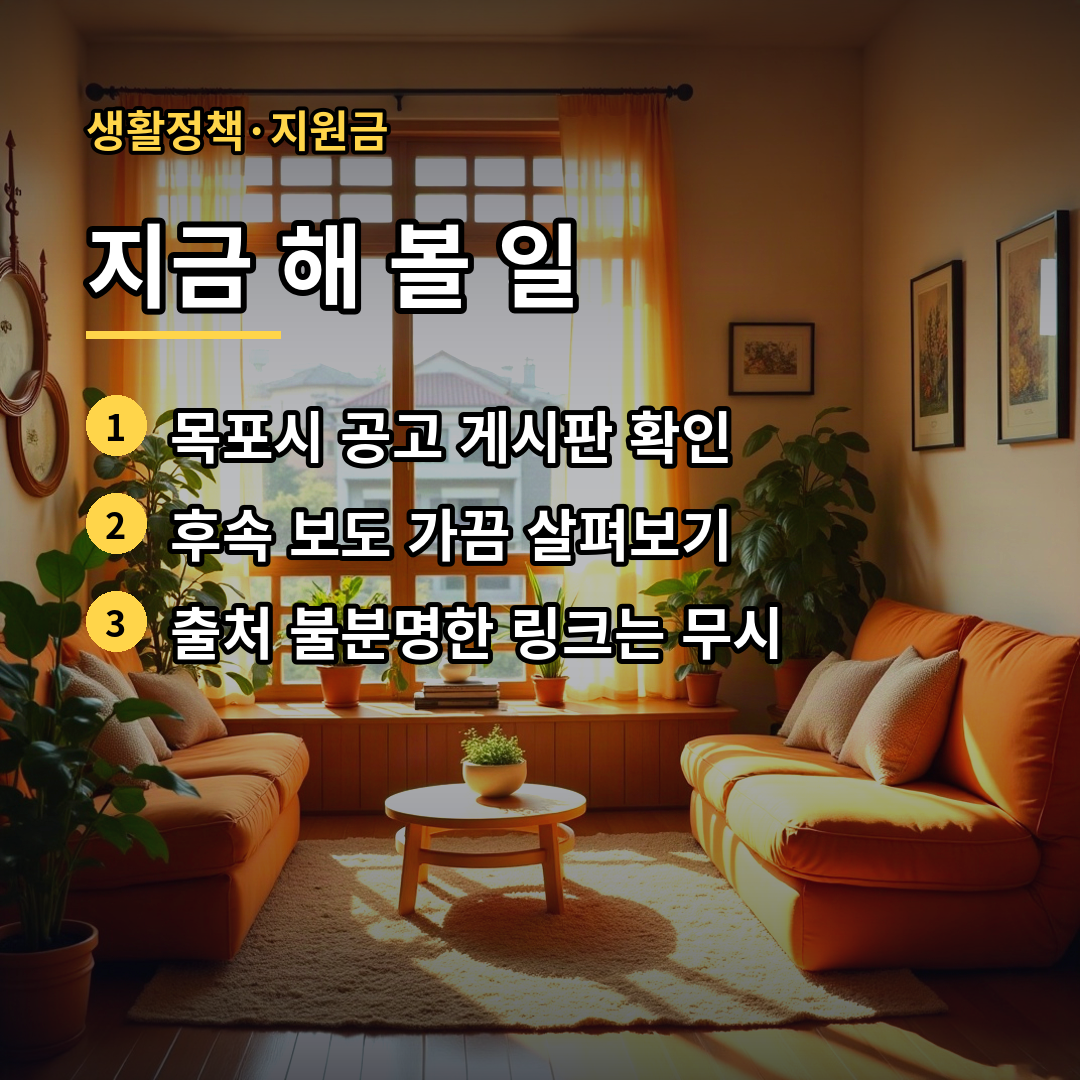 생활정책·지원금
지금 해 볼 일
1 목포시 공고 게시판 확인
2 후속 보도 가끔 살펴보기
3 출처 불분명한 링크는 무시